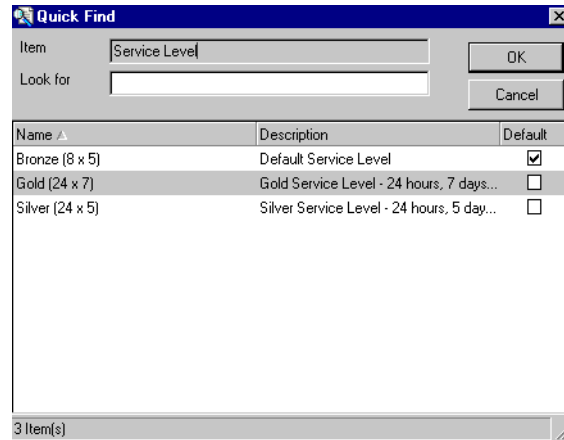 Quick Find
Item Service Level OK
Look for Cancel
Name Description Default
Bronze (8 x 5) Default Service Level
Gold (24 x 7) Gold Service Level - 24 hours, 7 days...
Silver (24 x 5) Silver Service Level - 24 hours, 5 day...
3 Item(s)